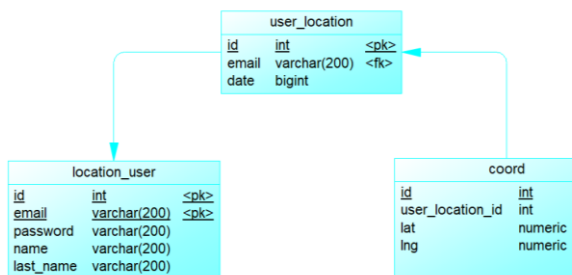 user_location
id int <pk>
email varchar(200) <fk>
date bigint
location_user
id int <pk>
email varchar(200) <pk>
password varchar(200)
name varchar(200)
last_name varchar(200)
coord
id int
user_location_id int
lat numeric
lng numeric